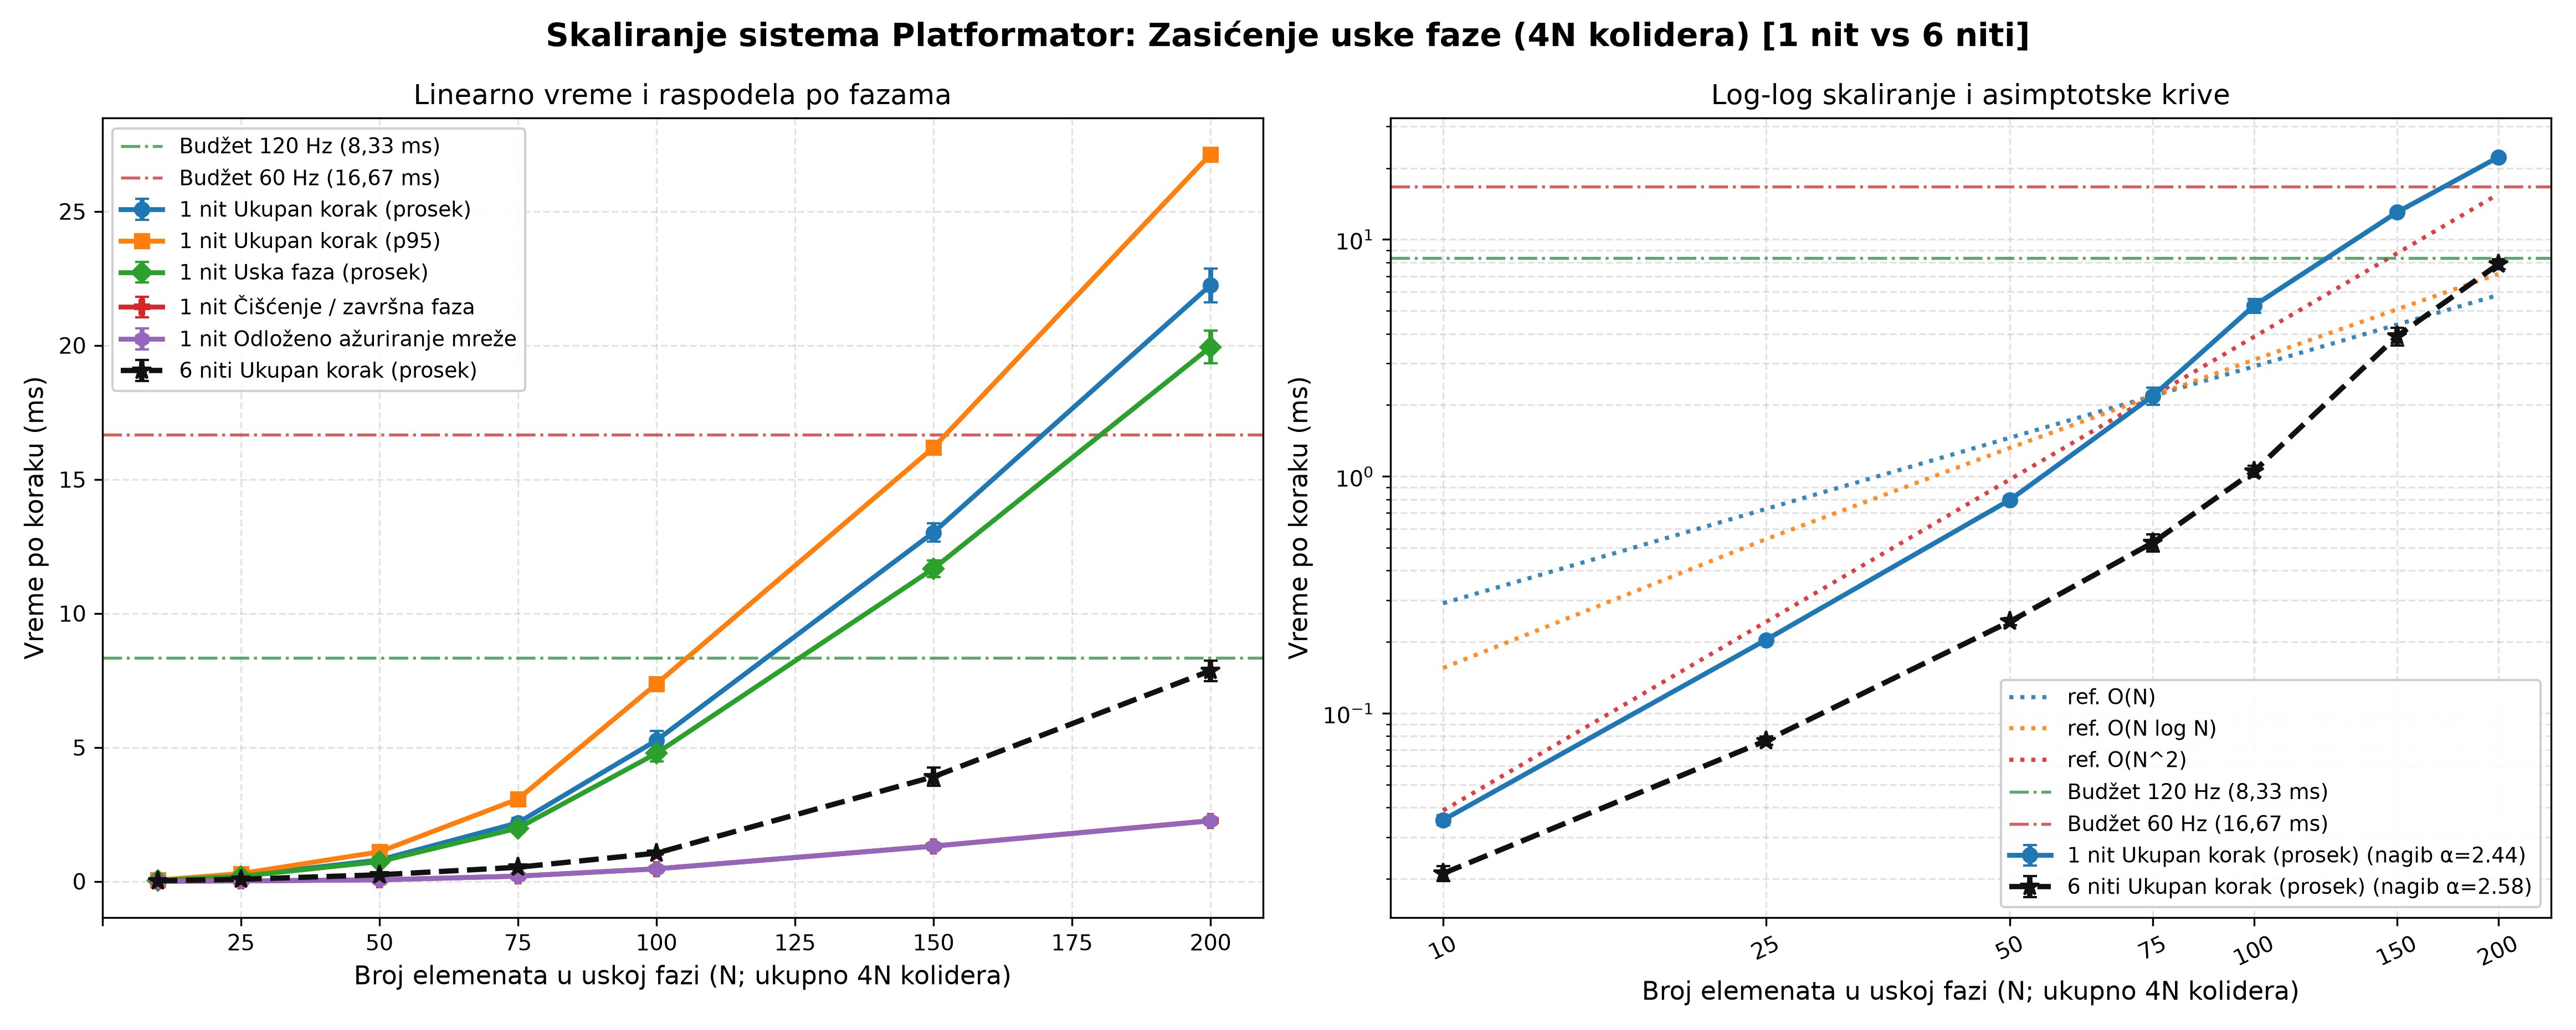 Skaliranje sistema Platformator: Zasićenje uske faze (4N kolidera) [1 nit vs 6 niti]
Linearno vreme i raspodela po fazama
Vreme po koraku (ms)
25
20
15
10
5
0
Budžet 120 Hz (8,33 ms)
Budžet 60 Hz (16,67 ms)
1 nit Ukupan korak (prosek)
1 nit Ukupan korak (p95)
1 nit Uska faza (prosek)
1 nit Čišćenje / završna faza
1 nit Odloženo ažuriranje mreže
6 niti Ukupan korak (prosek)
25 50 75 100 125 150 175 200
Broj elemenata u uskoj fazi (N; ukupno 4N kolidera)
Log-log skaliranje i asimptotske krive
Vreme po koraku (ms)
10¹
10⁰
10⁻¹
ref. O(N)
ref. O(N log N)
ref. O(N^2)
Budžet 120 Hz (8,33 ms)
Budžet 60 Hz (16,67 ms)
1 nit Ukupan korak (prosek) (nagib α=2.44)
6 niti Ukupan korak (prosek) (nagib α=2.58)
10 25 50 75 100 150 200
Broj elemenata u uskoj fazi (N; ukupno 4N kolidera)